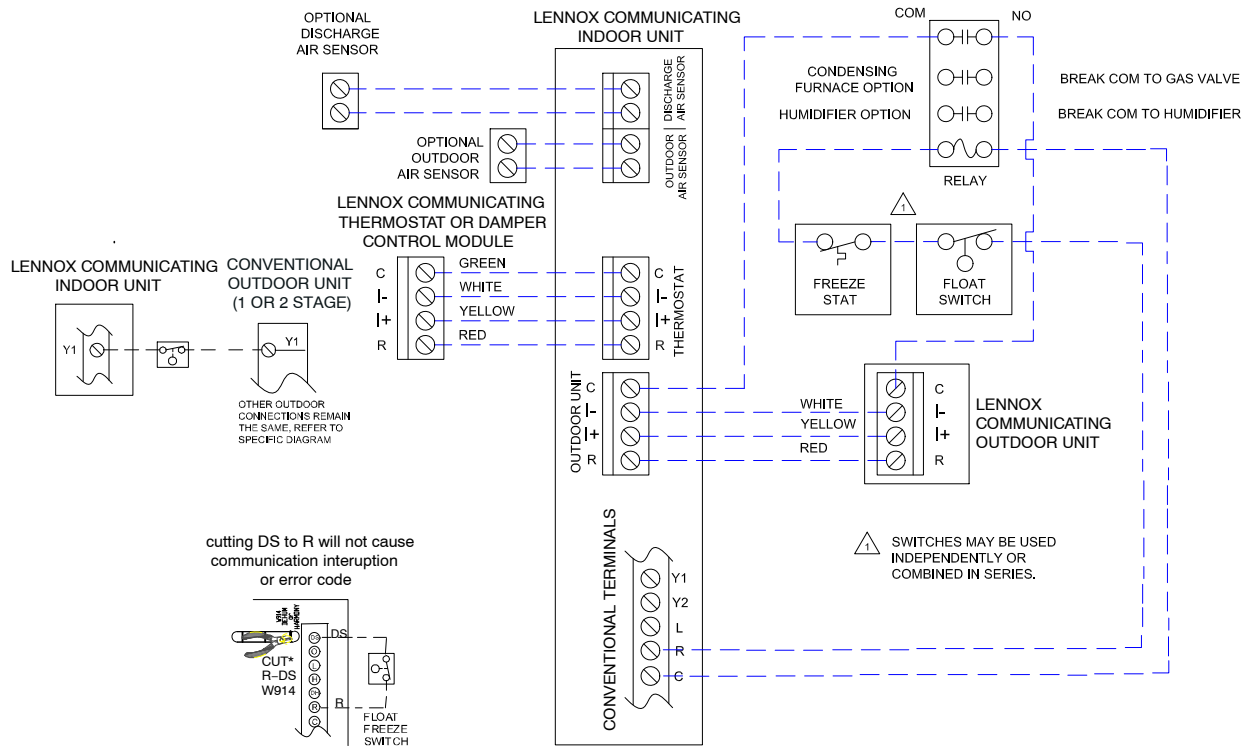 OPTIONAL
DISCHARGE
AIR SENSOR
LENNOX COMMUNICATING
INDOOR UNIT
DISCHARGE
AIR SENSOR
OPTIONAL
OUTDOOR
AIR SENSOR
OUTDOOR
AIR SENSOR
COM
NO
CONDENSING
FURNACE OPTION
BREAK COM TO GAS VALVE
HUMIDIFIER OPTION
BREAK COM TO HUMIDIFIER
RELAY
1
FREEZE
STAT
FLOAT
SWITCH
LENNOX COMMUNICATING
THERMOSTAT OR DAMPER
CONTROL MODULE
C
I-
I+
R
GREEN
WHITE
YELLOW
RED
C
I-
I+
R
THERMOSTAT
LENNOX COMMUNICATING
INDOOR UNIT
Y1
CONVENTIONAL
OUTDOOR UNIT
(1 OR 2 STAGE)
Y1
OTHER OUTDOOR
CONNECTIONS REMAIN
THE SAME, REFER TO
SPECIFIC DIAGRAM
OUTDOOR UNIT
C
I-
I+
R
WHITE
YELLOW
RED
C
I-
I+
R
LENNOX
COMMUNICATING
OUTDOOR UNIT
1
SWITCHES MAY BE USED
INDEPENDENTLY OR
COMBINED IN SERIES.
CONVENTIONAL TERMINALS
Y1
Y2
L
R
C
cutting DS to R will not cause
communication interuption
or error code
W914
DEHUM
OR
HARMONY
CUT*
R-DS
W914
DS
O
L
H
DH
R
C
DS
R
FLOAT
FREEZE
SWITCH